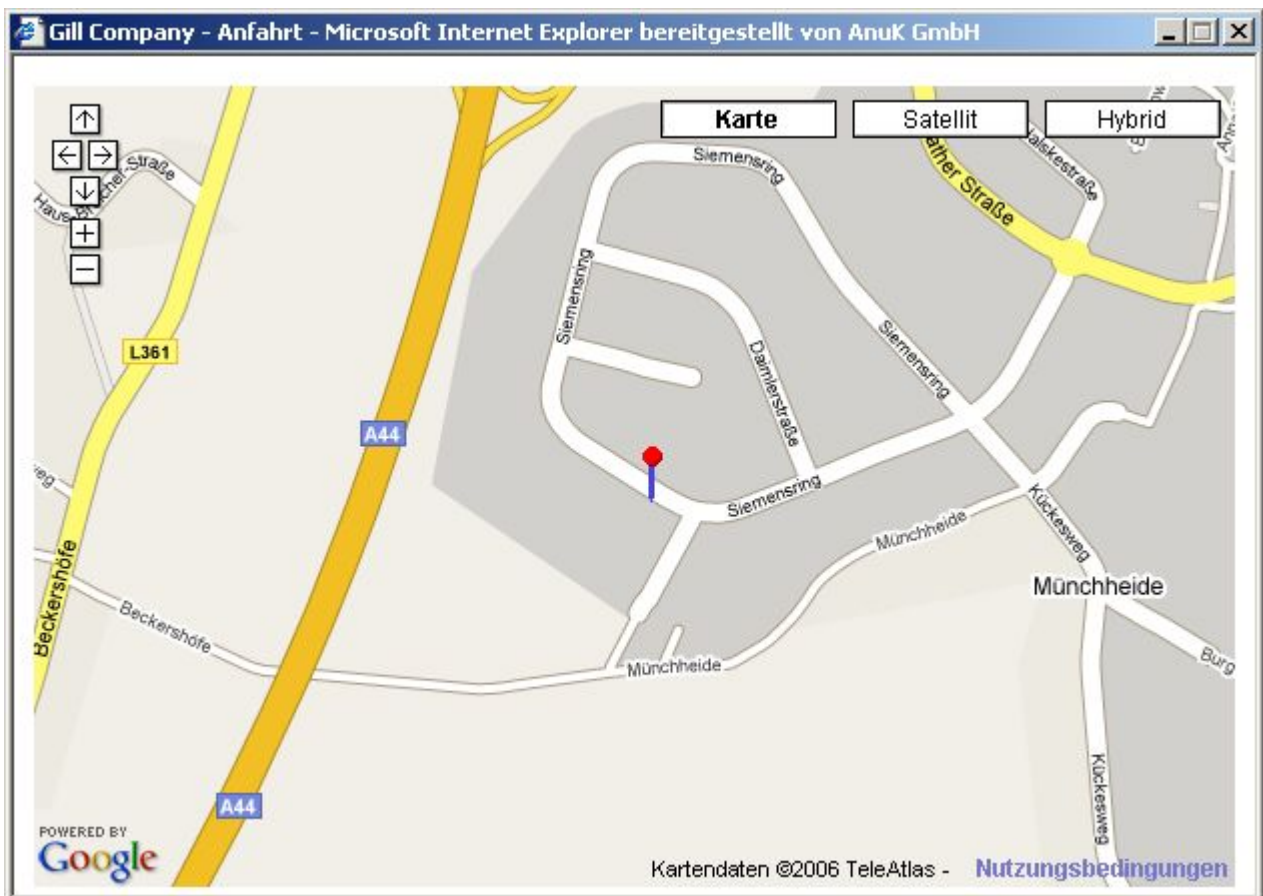 Gill Company - Anfahrt - Microsoft Internet Explorer bereitgestellt von AnuK GmbH
Karte
Satellit
Hybrid
Siemensring
Straße
Haus
L361
Siemensring
Daimlerstraße
Siemensring
A44
Siemensring
Münchheide
Kückesweg
Münchheide
Beckershöfe
Beckershöfe
Münchheide
Burg
Kückesweg
A44
POWERED BY
Google
Kartendaten ©2006 TeleAtlas -
Nutzungsbedingungen